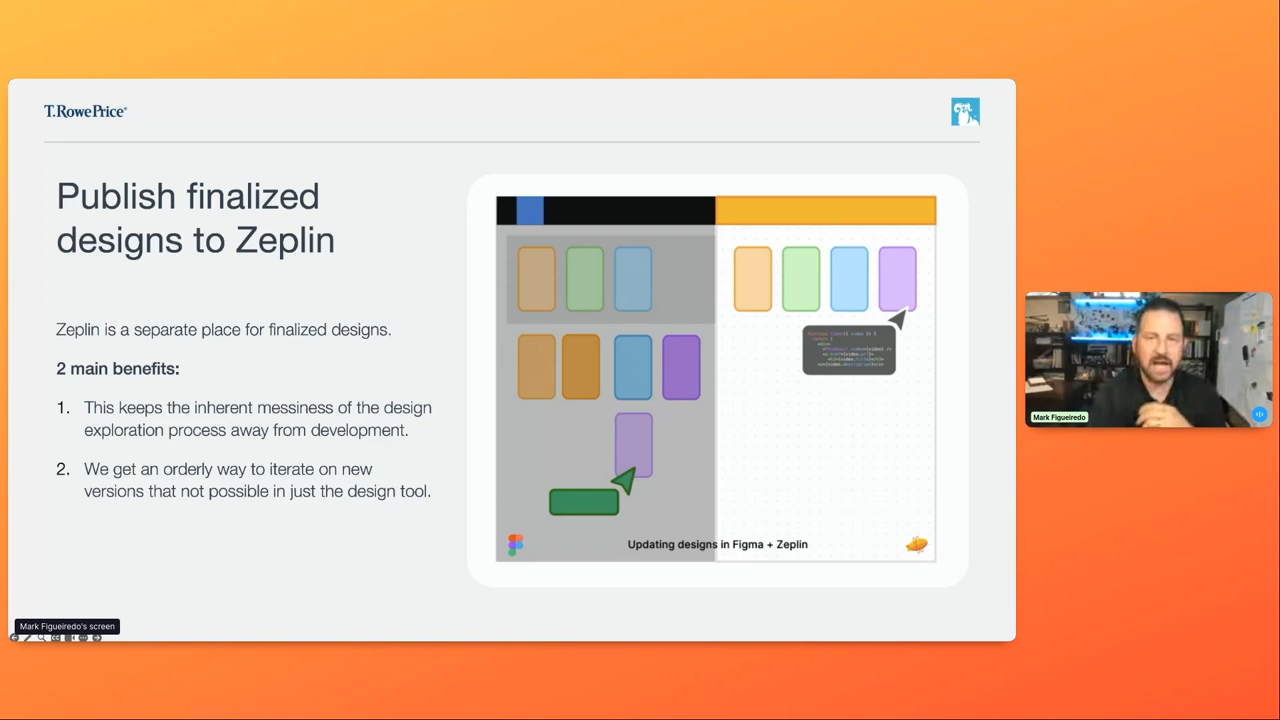 T.RowePrice®
Publish finalized
designs to Zeplin
Zeplin is a separate place for finalized designs.
2 main benefits:
1. This keeps the inherent messiness of the design
exploration process away from development.
2. We get an orderly way to iterate on new
versions that not possible in just the design tool.
Updating designs in Figma + Zeplin
Mark Figueiredo
Mark Figueiredo's screen